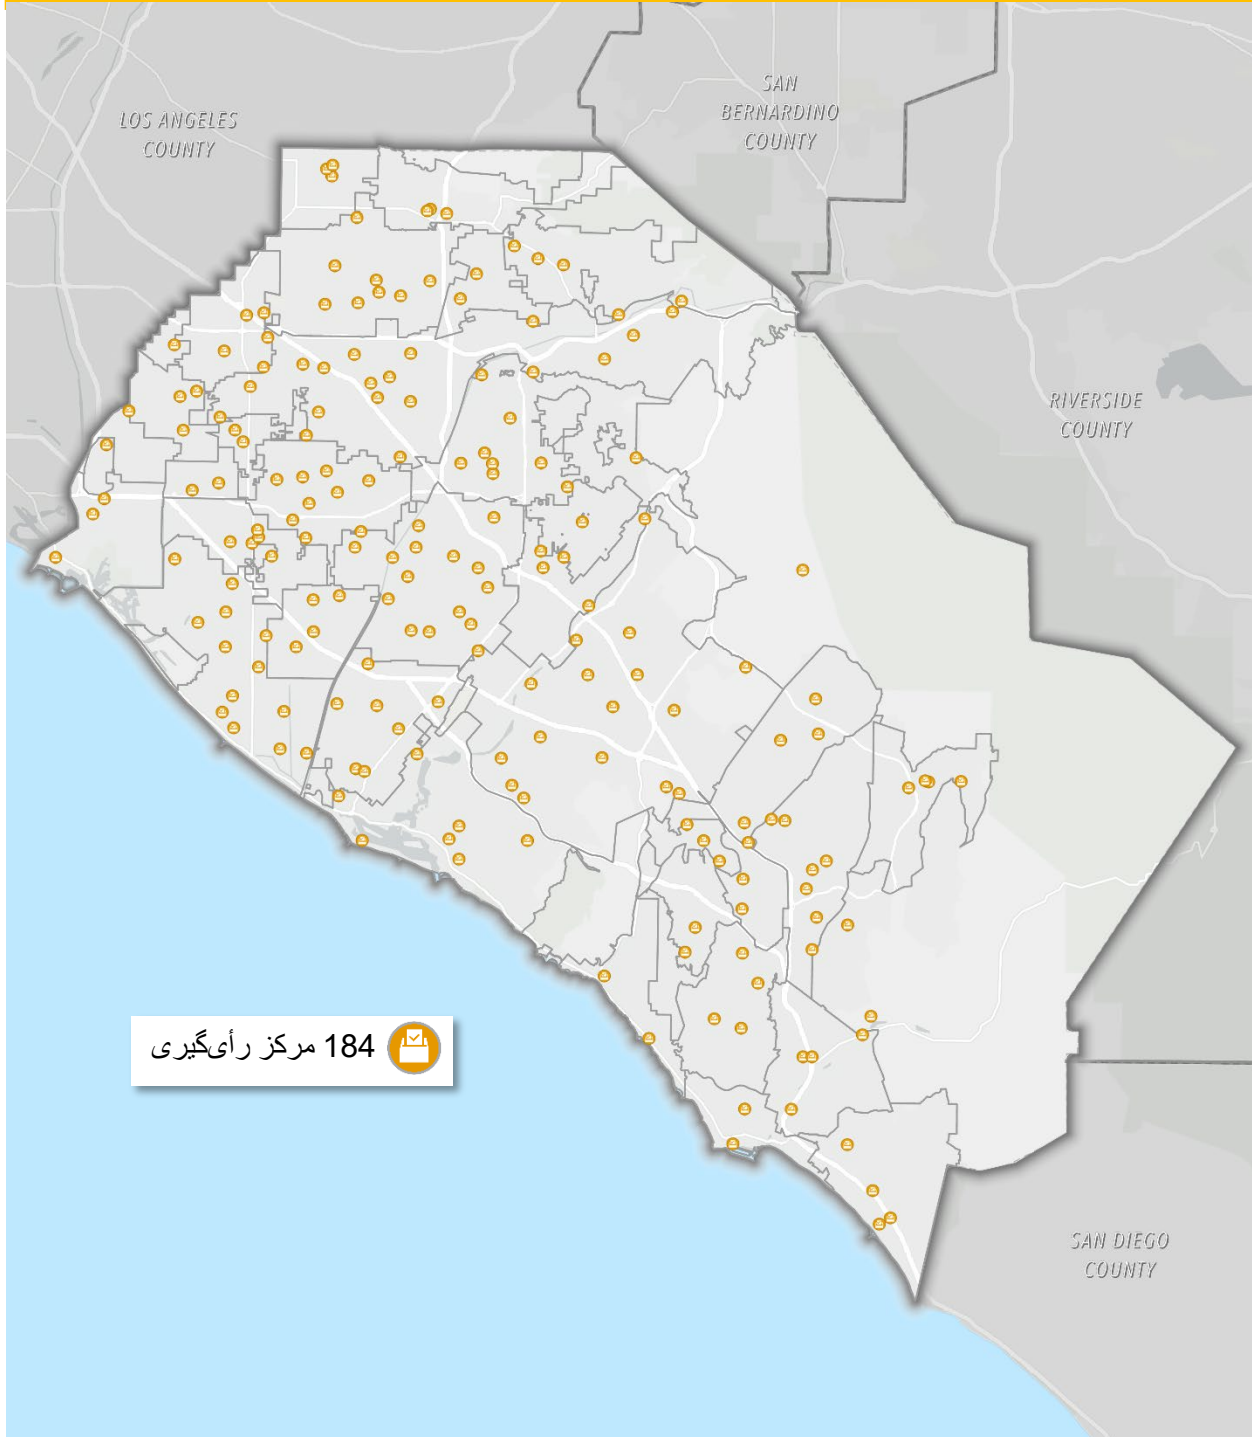 LOS ANGELES
COUNTY
SAN
BERNARDINO
COUNTY
RIVERSIDE
COUNTY
184 مرکز رأی‌گیری
SAN DIEGO
COUNTY